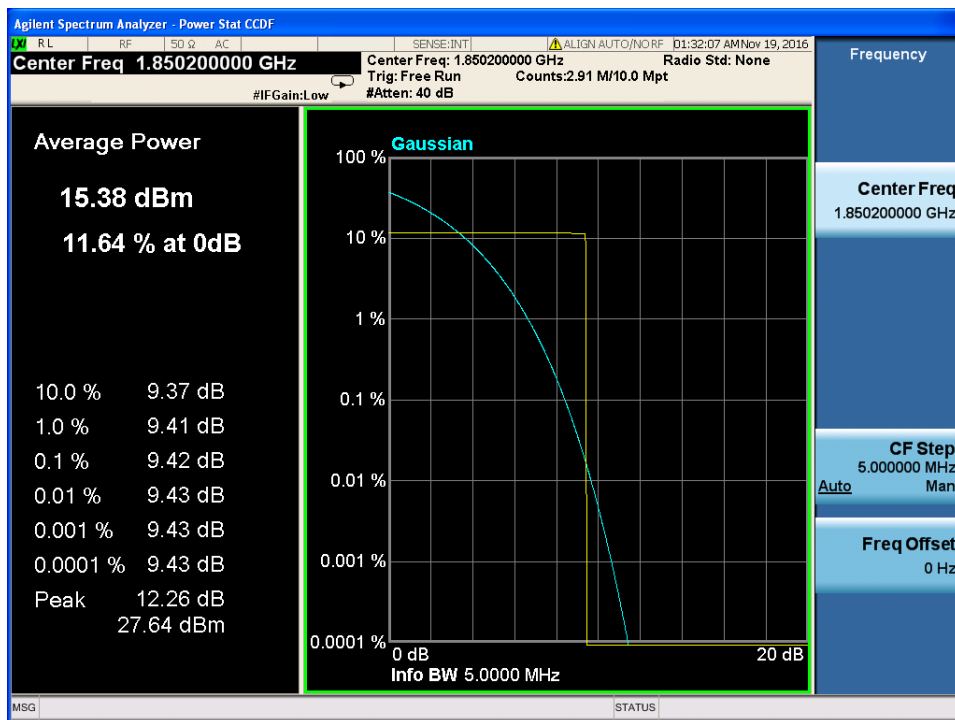 Agilent Spectrum Analyzer - Power Stat CCDF
LXI RL RF 50 Ω AC SENSE:INT ALIGN AUTO/NO RF 01:32:07 AM Nov 19, 2016
Center Freq 1.850200000 GHz
Center Freq: 1.850200000 GHz Radio Std: None
Trig: Free Run Counts:2.91 M/10.0 Mpt
#IFGain:Low #Atten: 40 dB
Frequency
Average Power
15.38 dBm
11.64 % at 0dB
10.0 % 9.37 dB
1.0 % 9.41 dB
0.1 % 9.42 dB
0.01 % 9.43 dB
0.001 % 9.43 dB
0.0001 % 9.43 dB
Peak 12.26 dB
27.64 dBm
Gaussian
100 %
10 %
1 %
0.1 %
0.01 %
0.001 %
0.0001 %
0 dB 20 dB
Info BW 5.0000 MHz
Center Freq
1.850200000 GHz
CF Step
5.000000 MHz
Auto Man
Freq Offset
0 Hz
MSG STATUS